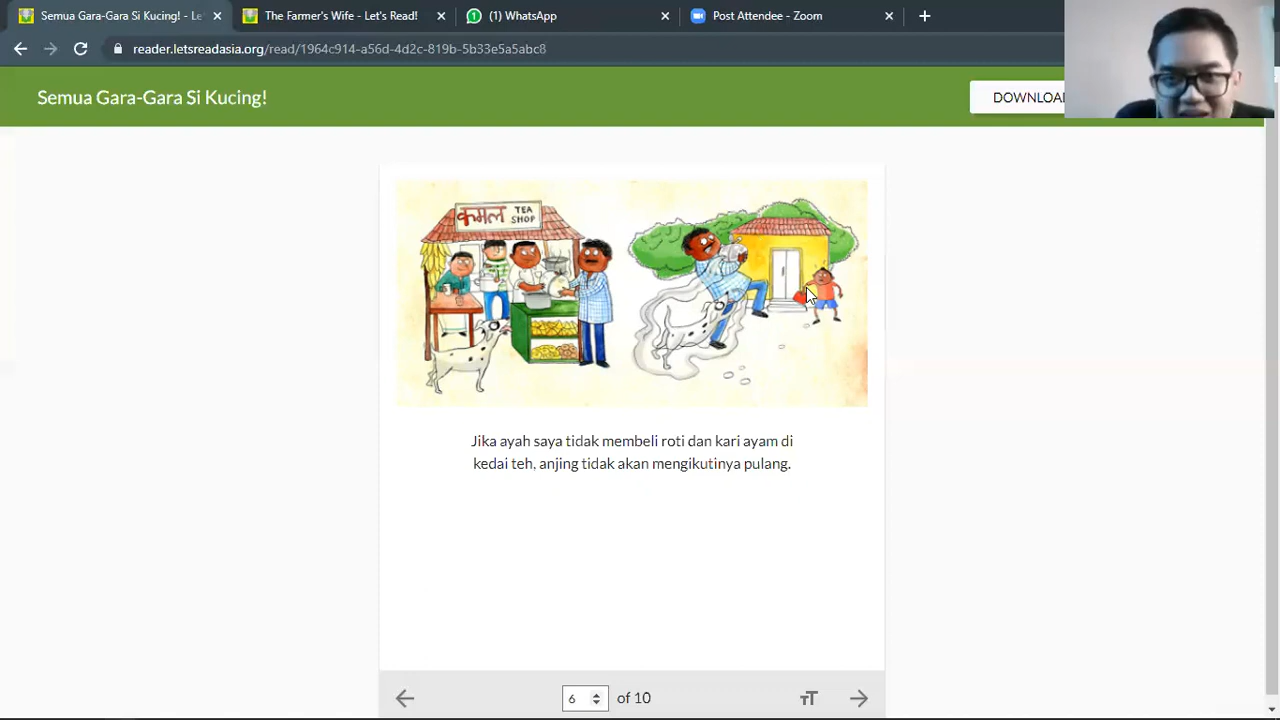 Semua Gara-Gara Si Kucing! - Le
The Farmer's Wife - Let's Read!
(1) WhatsApp
Post Attendee - Zoom
reader.letsreadasia.org/read/1964c914-a56d-4d2c-819b-5b33e5a5abc8
Semua Gara-Gara Si Kucing!
DOWNLOA
कमल TEA
SHOP
Jika ayah saya tidak membeli roti dan kari ayam di
kedai teh, anjing tidak akan mengikutinya pulang.
6 of 10
TT